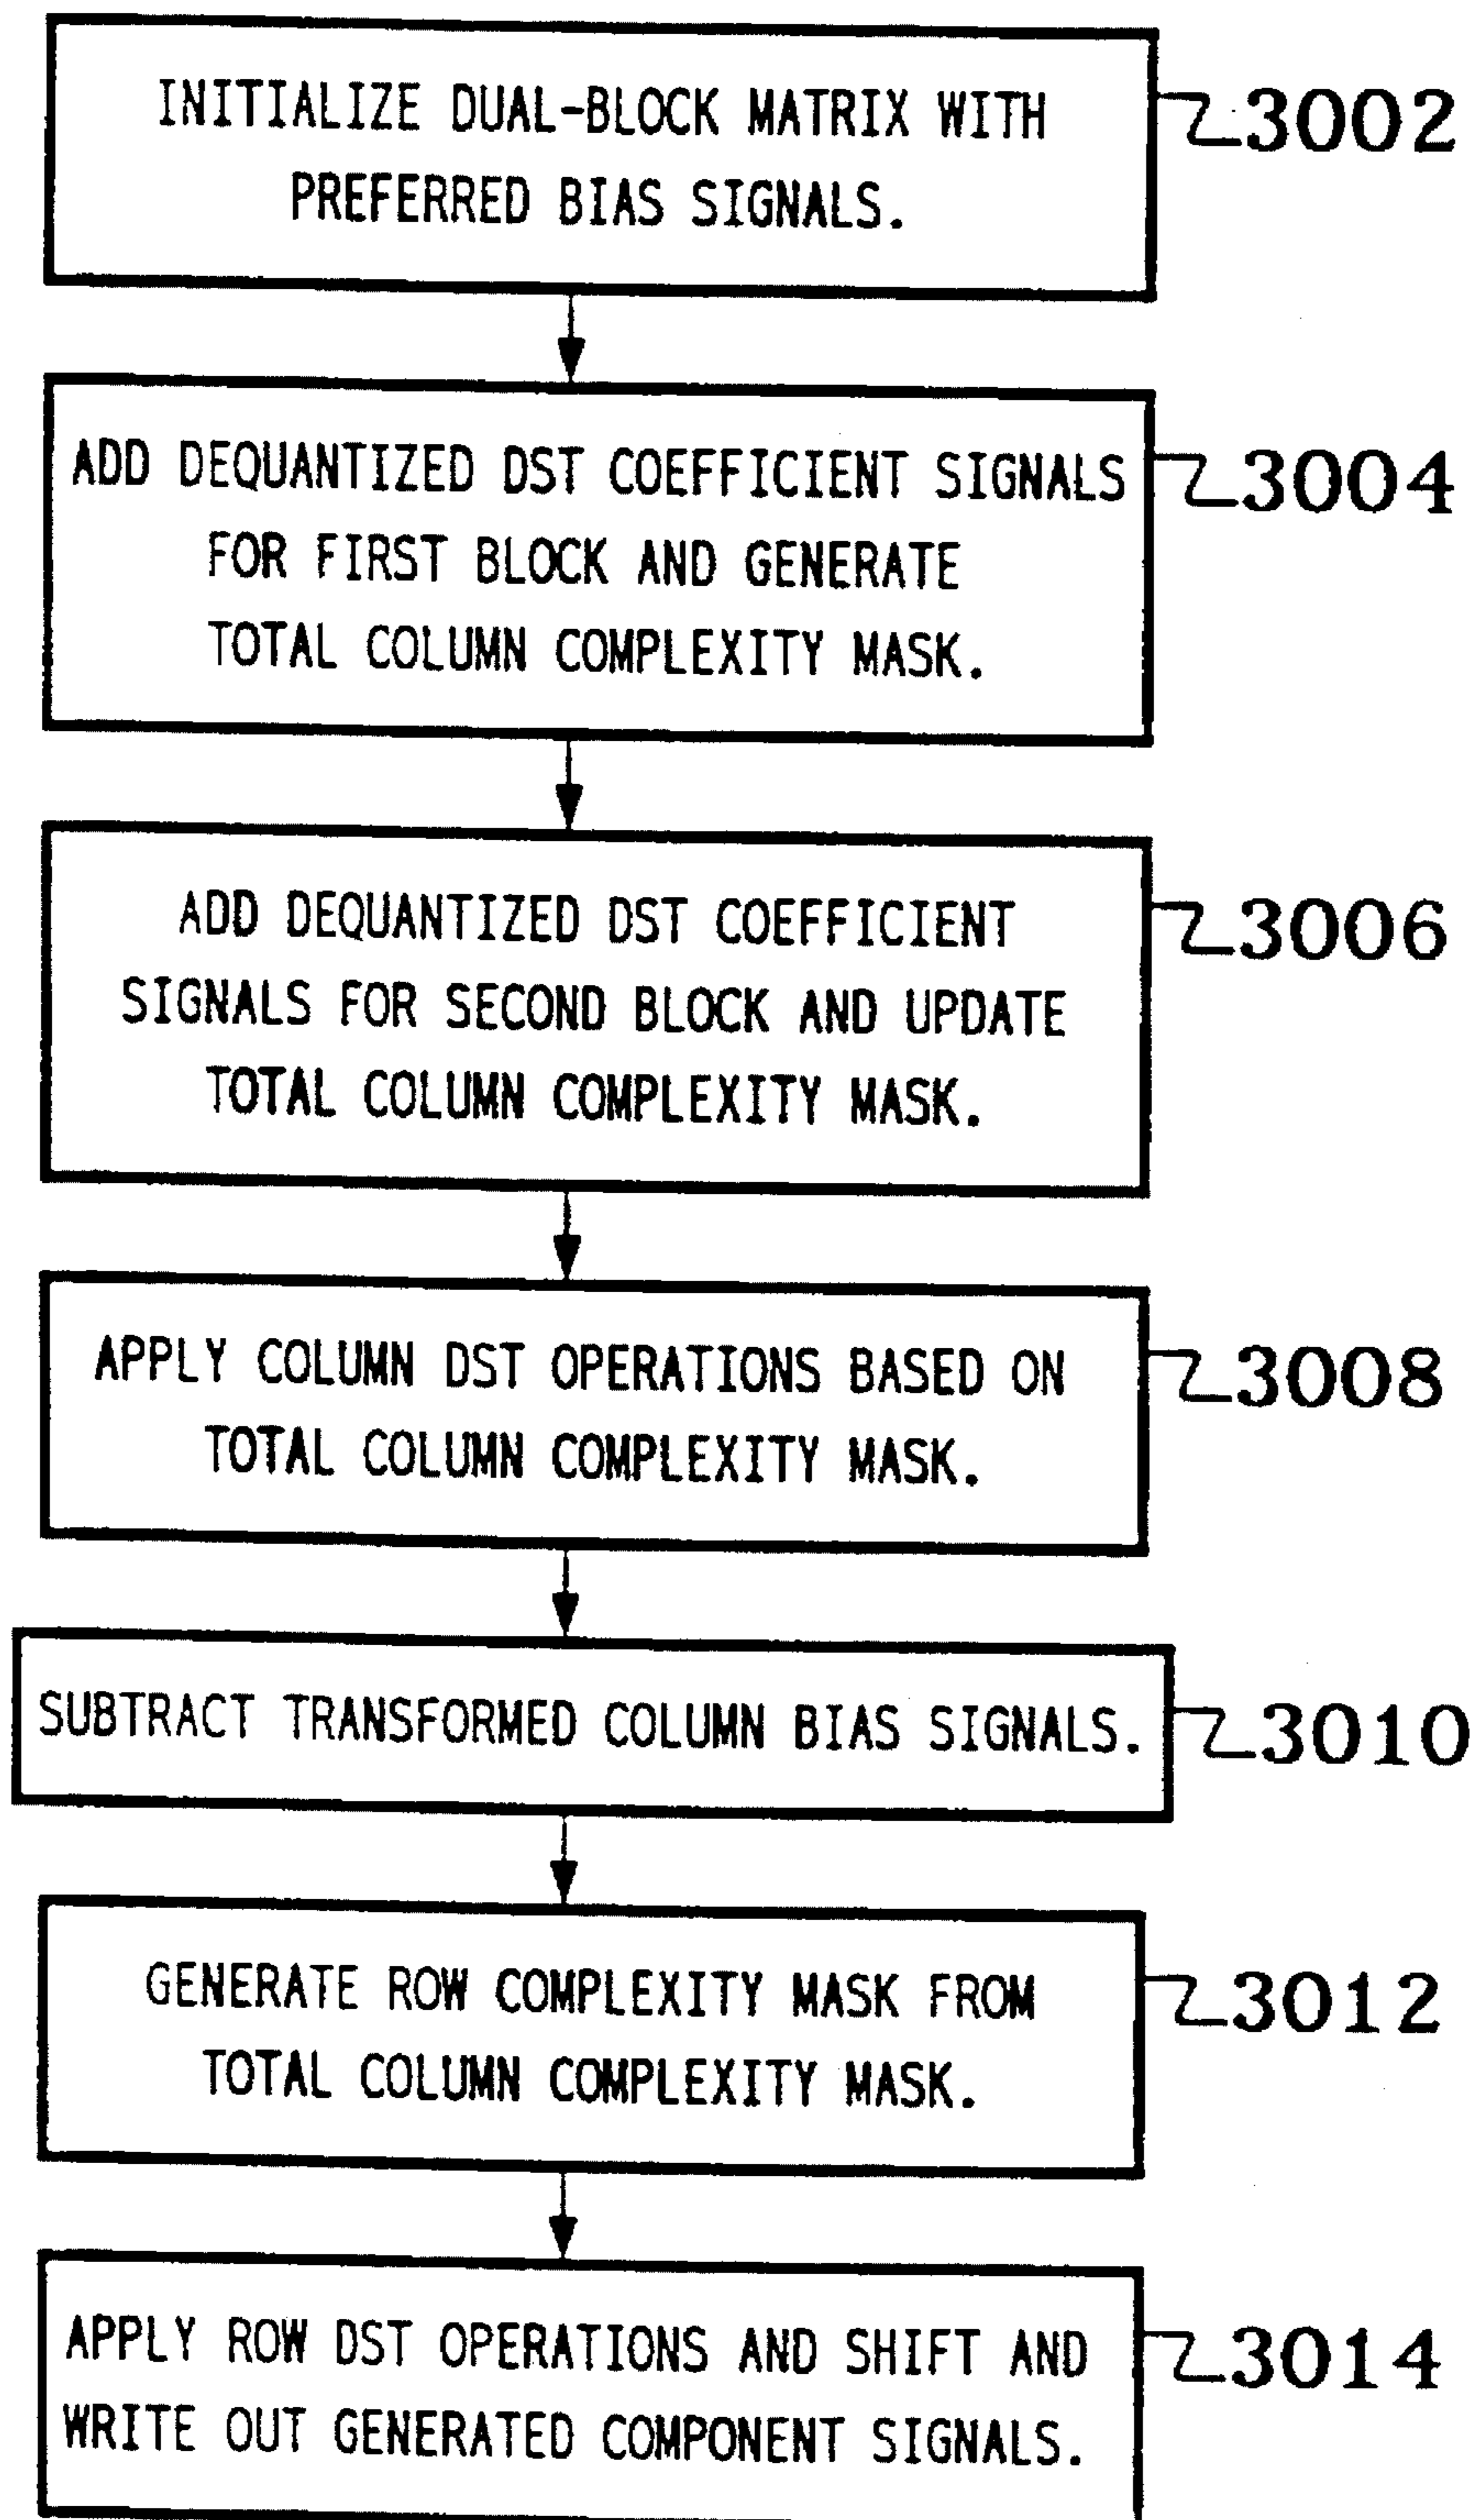 INITIALIZE DUAL-BLOCK MATRIX WITH
PREFERRED BIAS SIGNALS.
3002
ADD DEQUANTIZED DST COEFFICIENT SIGNALS
FOR FIRST BLOCK AND GENERATE
TOTAL COLUMN COMPLEXITY MASK.
3004
ADD DEQUANTIZED DST COEFFICIENT
SIGNALS FOR SECOND BLOCK AND UPDATE
TOTAL COLUMN COMPLEXITY MASK.
3006
APPLY COLUMN DST OPERATIONS BASED ON
TOTAL COLUMN COMPLEXITY MASK.
3008
SUBTRACT TRANSFORMED COLUMN BIAS SIGNALS.
3010
GENERATE ROW COMPLEXITY MASK FROM
TOTAL COLUMN COMPLEXITY MASK.
3012
APPLY ROW DST OPERATIONS AND SHIFT AND
WRITE OUT GENERATED COMPONENT SIGNALS.
3014